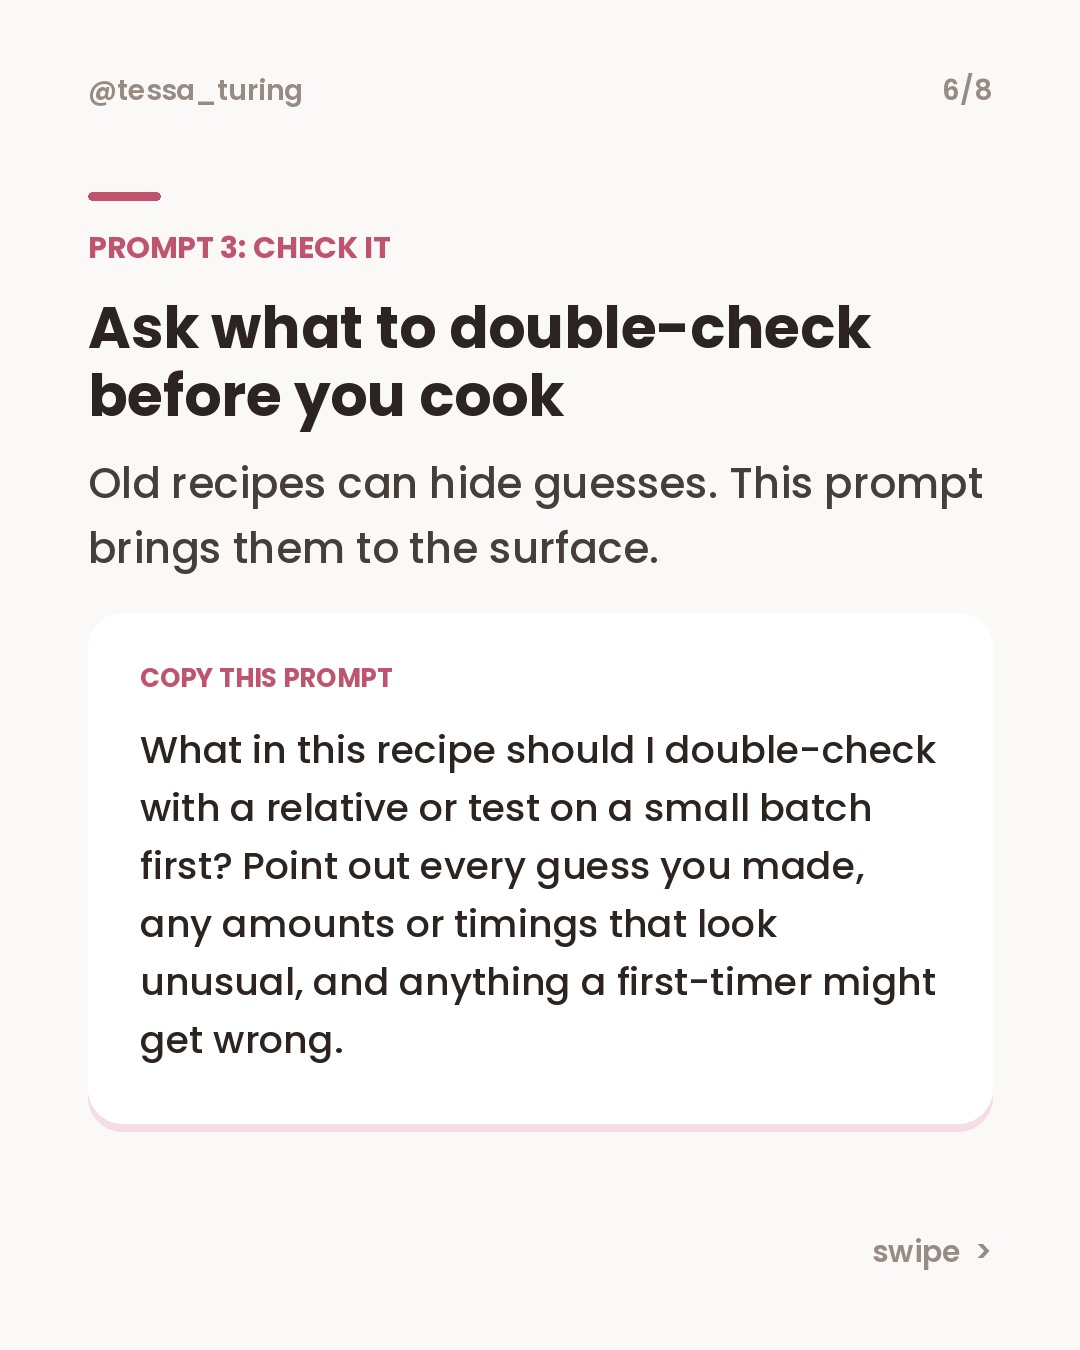 @tessa_turing
6/8
PROMPT 3: CHECK IT
Ask what to double-check
before you cook
Old recipes can hide guesses. This prompt
brings them to the surface.
COPY THIS PROMPT
What in this recipe should I double-check
with a relative or test on a small batch
first? Point out every guess you made,
any amounts or timings that look
unusual, and anything a first-timer might
get wrong.
swipe >